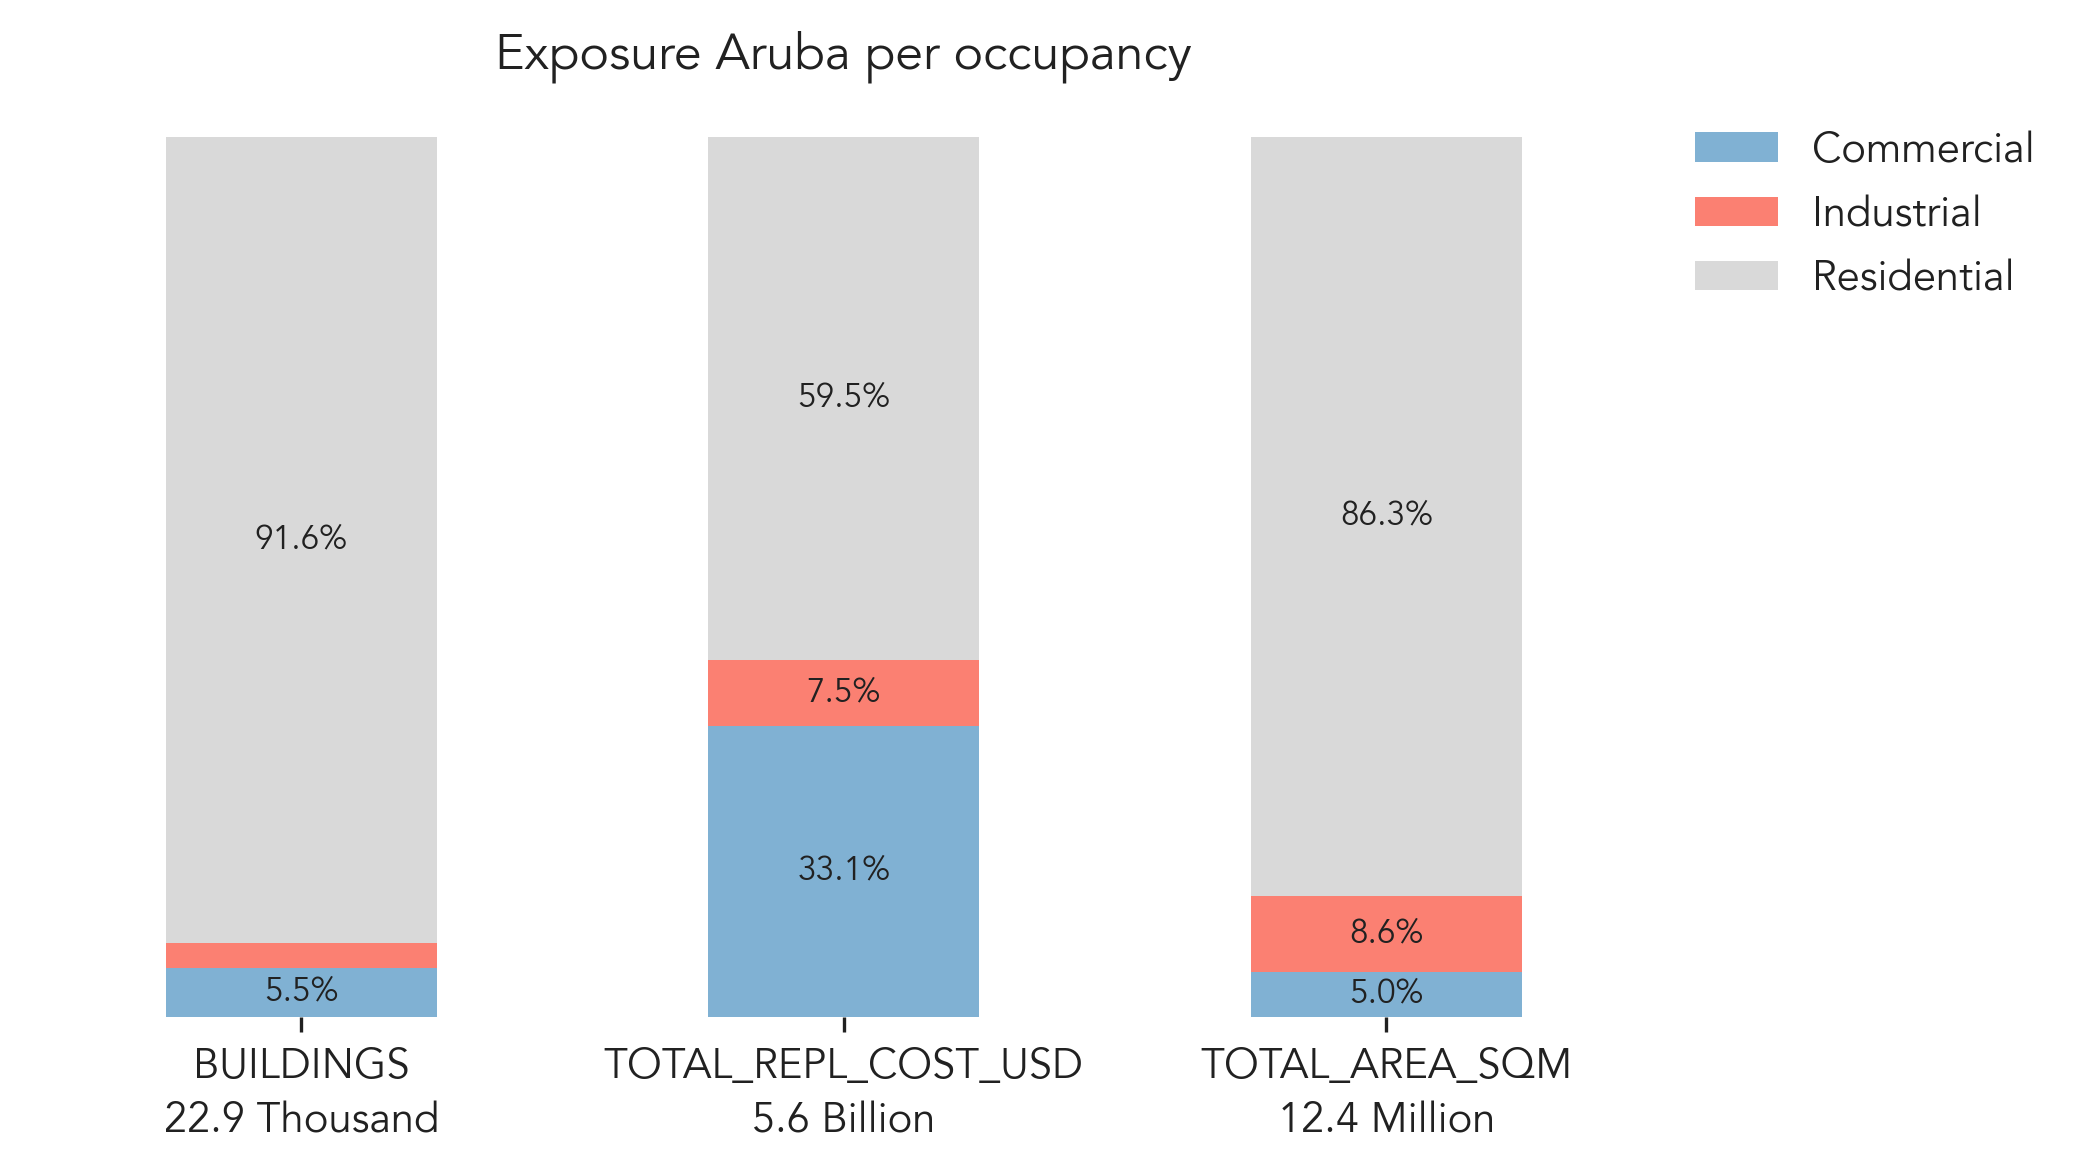 Exposure Aruba per occupancy
Commercial
Industrial
Residential
59.5%
86.3%
91.6%
7.5%
33.1%
8.6%
5.5%
5.0%
BUILDINGS
22.9 Thousand
TOTAL_REPL_COST_USD
5.6 Billion
TOTAL_AREA_SQM
12.4 Million